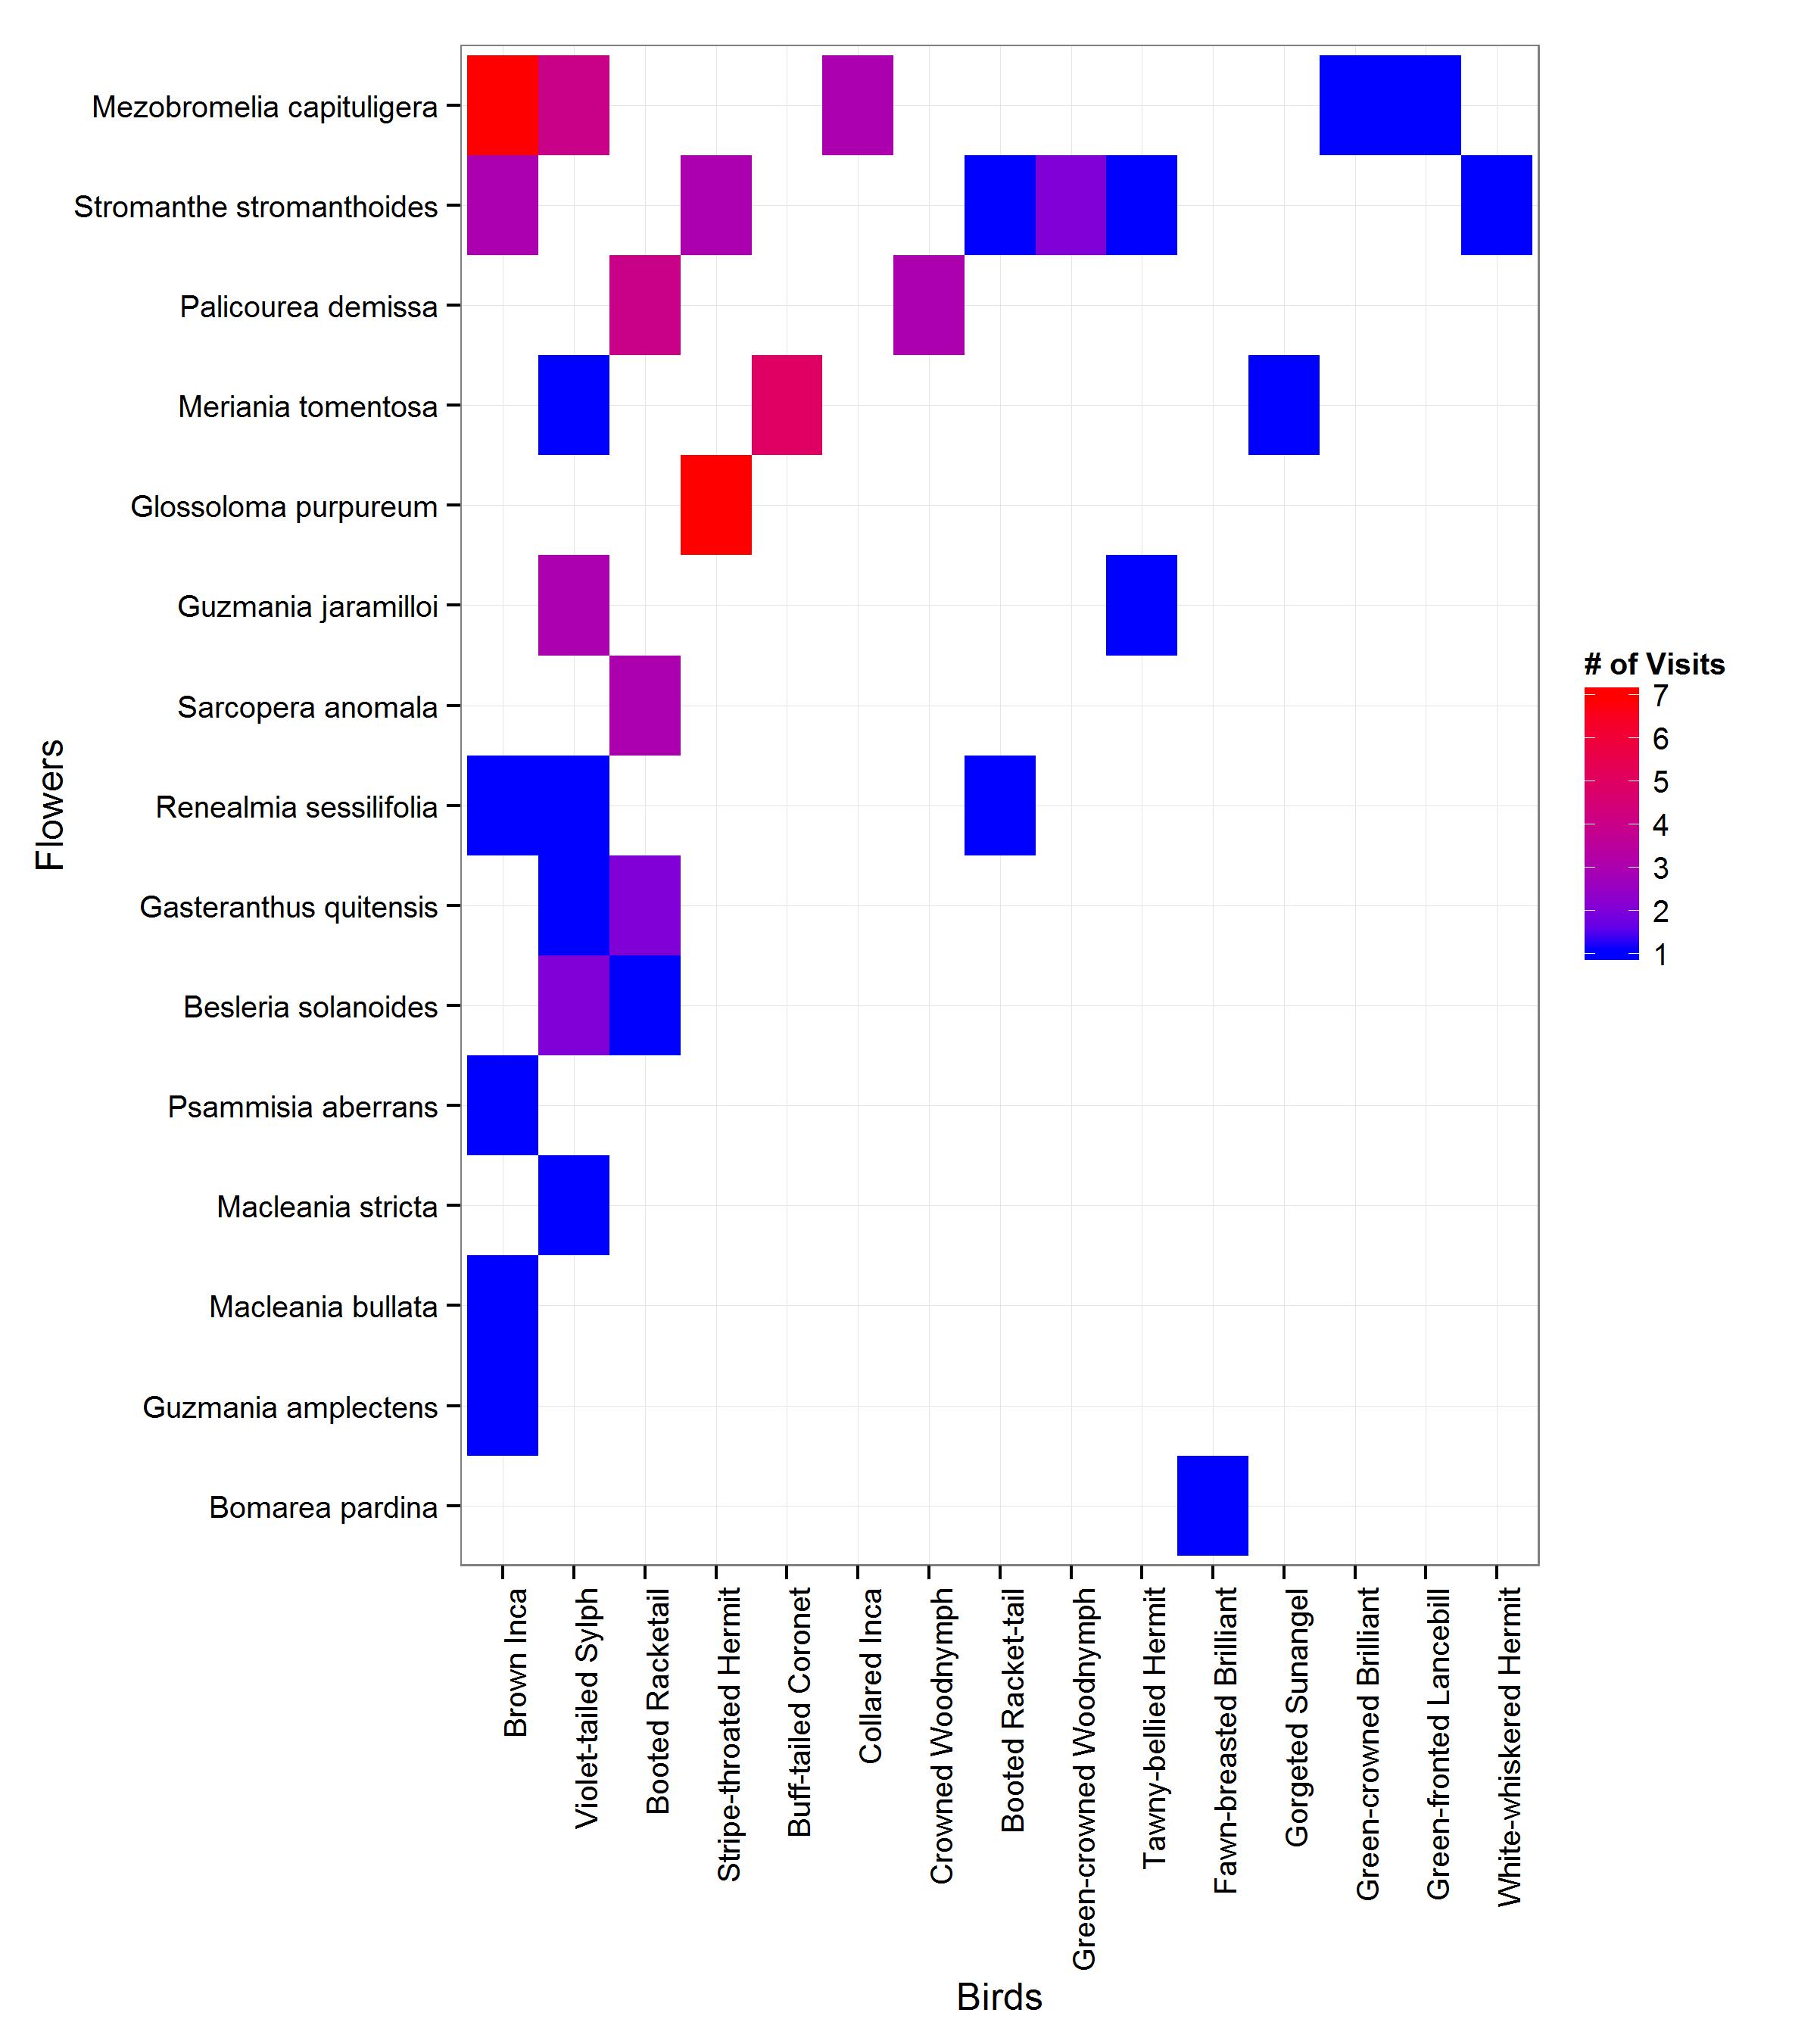 Mezobromelia capituligera
Stromanthe stromanthoides
Palicourea demissa
Meriania tomentosa
Glossoloma purpureum
Guzmania jaramilloi
Sarcopera anomala
Renealmia sessilifolia
Gasteranthus quitensis
Besleria solanoides
Psammisia aberrans
Macleania stricta
Macleania bullata
Guzmania amplectens
Bomarea pardina
Flowers
# of Visits
7
6
5
4
3
2
1
Brown Inca
Violet-tailed Sylph
Booted Racketail
Stripe-throated Hermit
Buff-tailed Coronet
Collared Inca
Crowned Woodnymph
Booted Racket-tail
Green-crowned Woodnymph
Tawny-bellied Hermit
Fawn-breasted Brilliant
Gorgeted Sunangel
Green-crowned Brilliant
Green-fronted Lancebill
White-whiskered Hermit
Birds